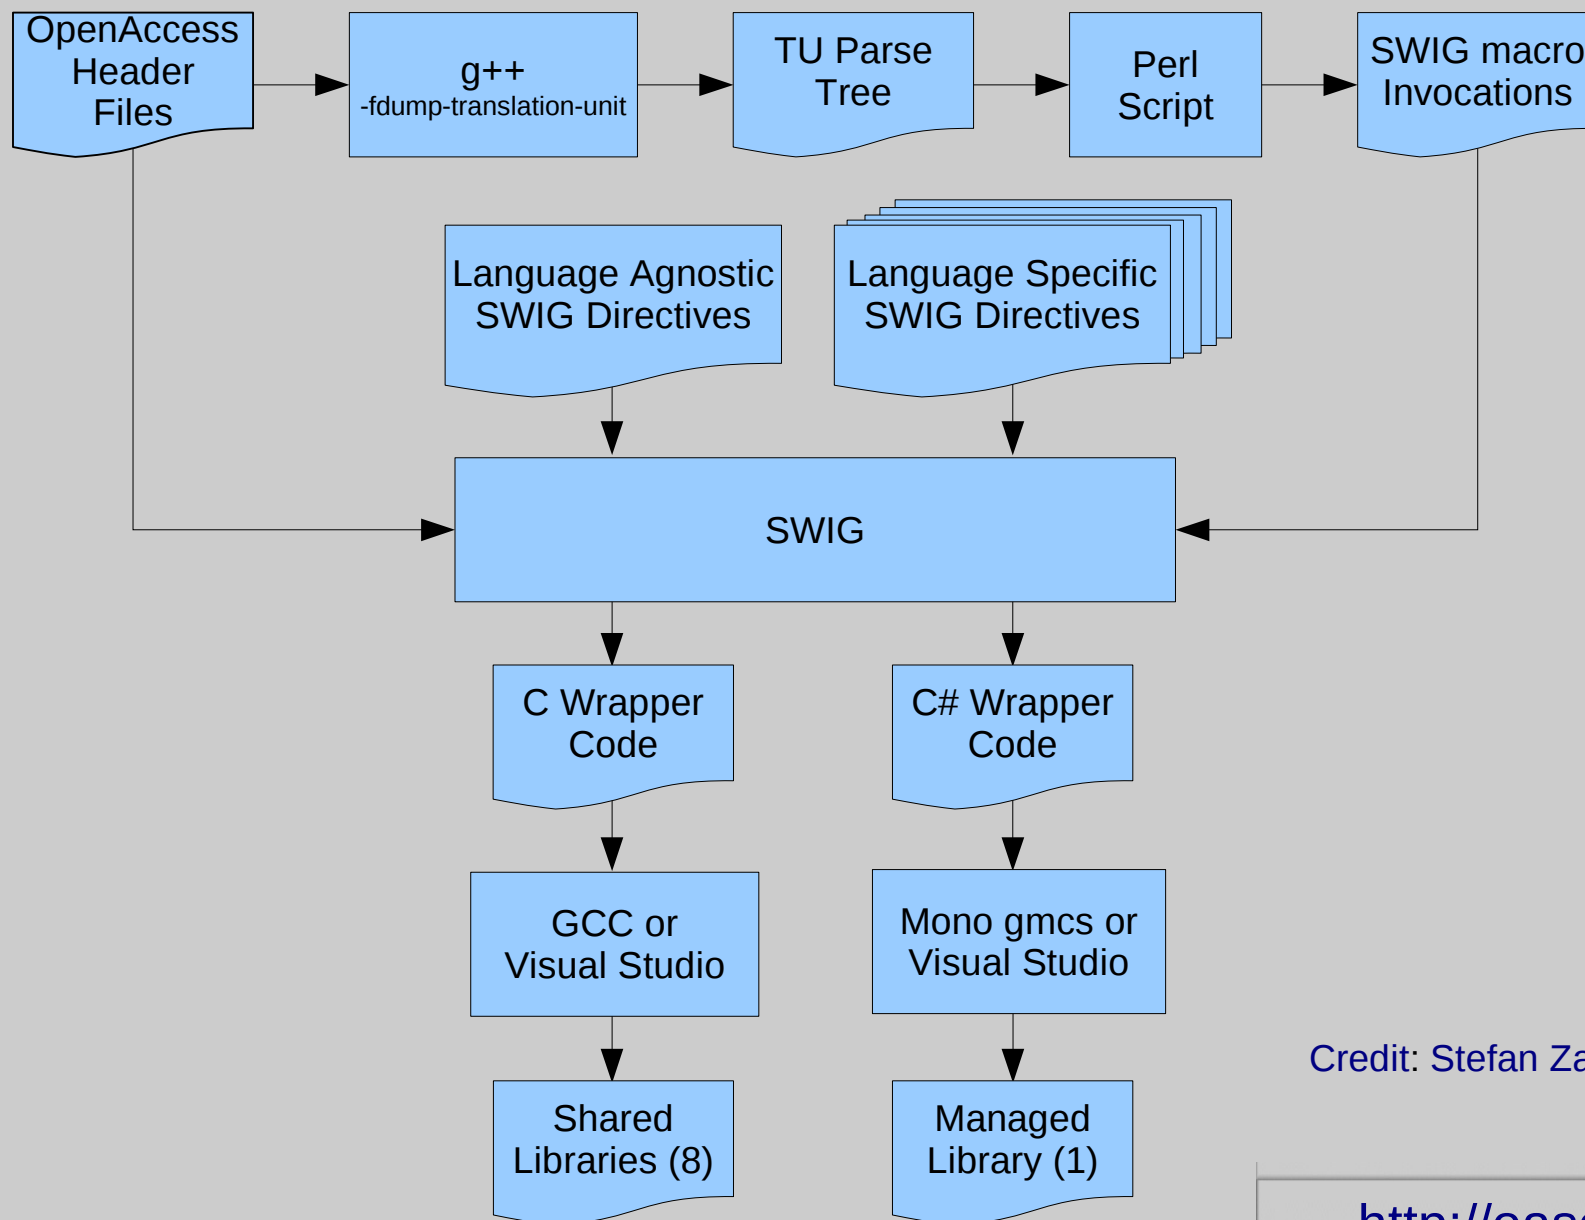 OpenAccess
Header
Files
g++
-fdump-translation-unit
TU Parse
Tree
Perl
Script
SWIG macro
Invocations
Language Agnostic
SWIG Directives
Language Specific
SWIG Directives
SWIG
C Wrapper
Code
C# Wrapper
Code
GCC or
Visual Studio
Mono gmcs or
Visual Studio
Credit: Stefan Za
Shared
Libraries (8)
Managed
Library (1)